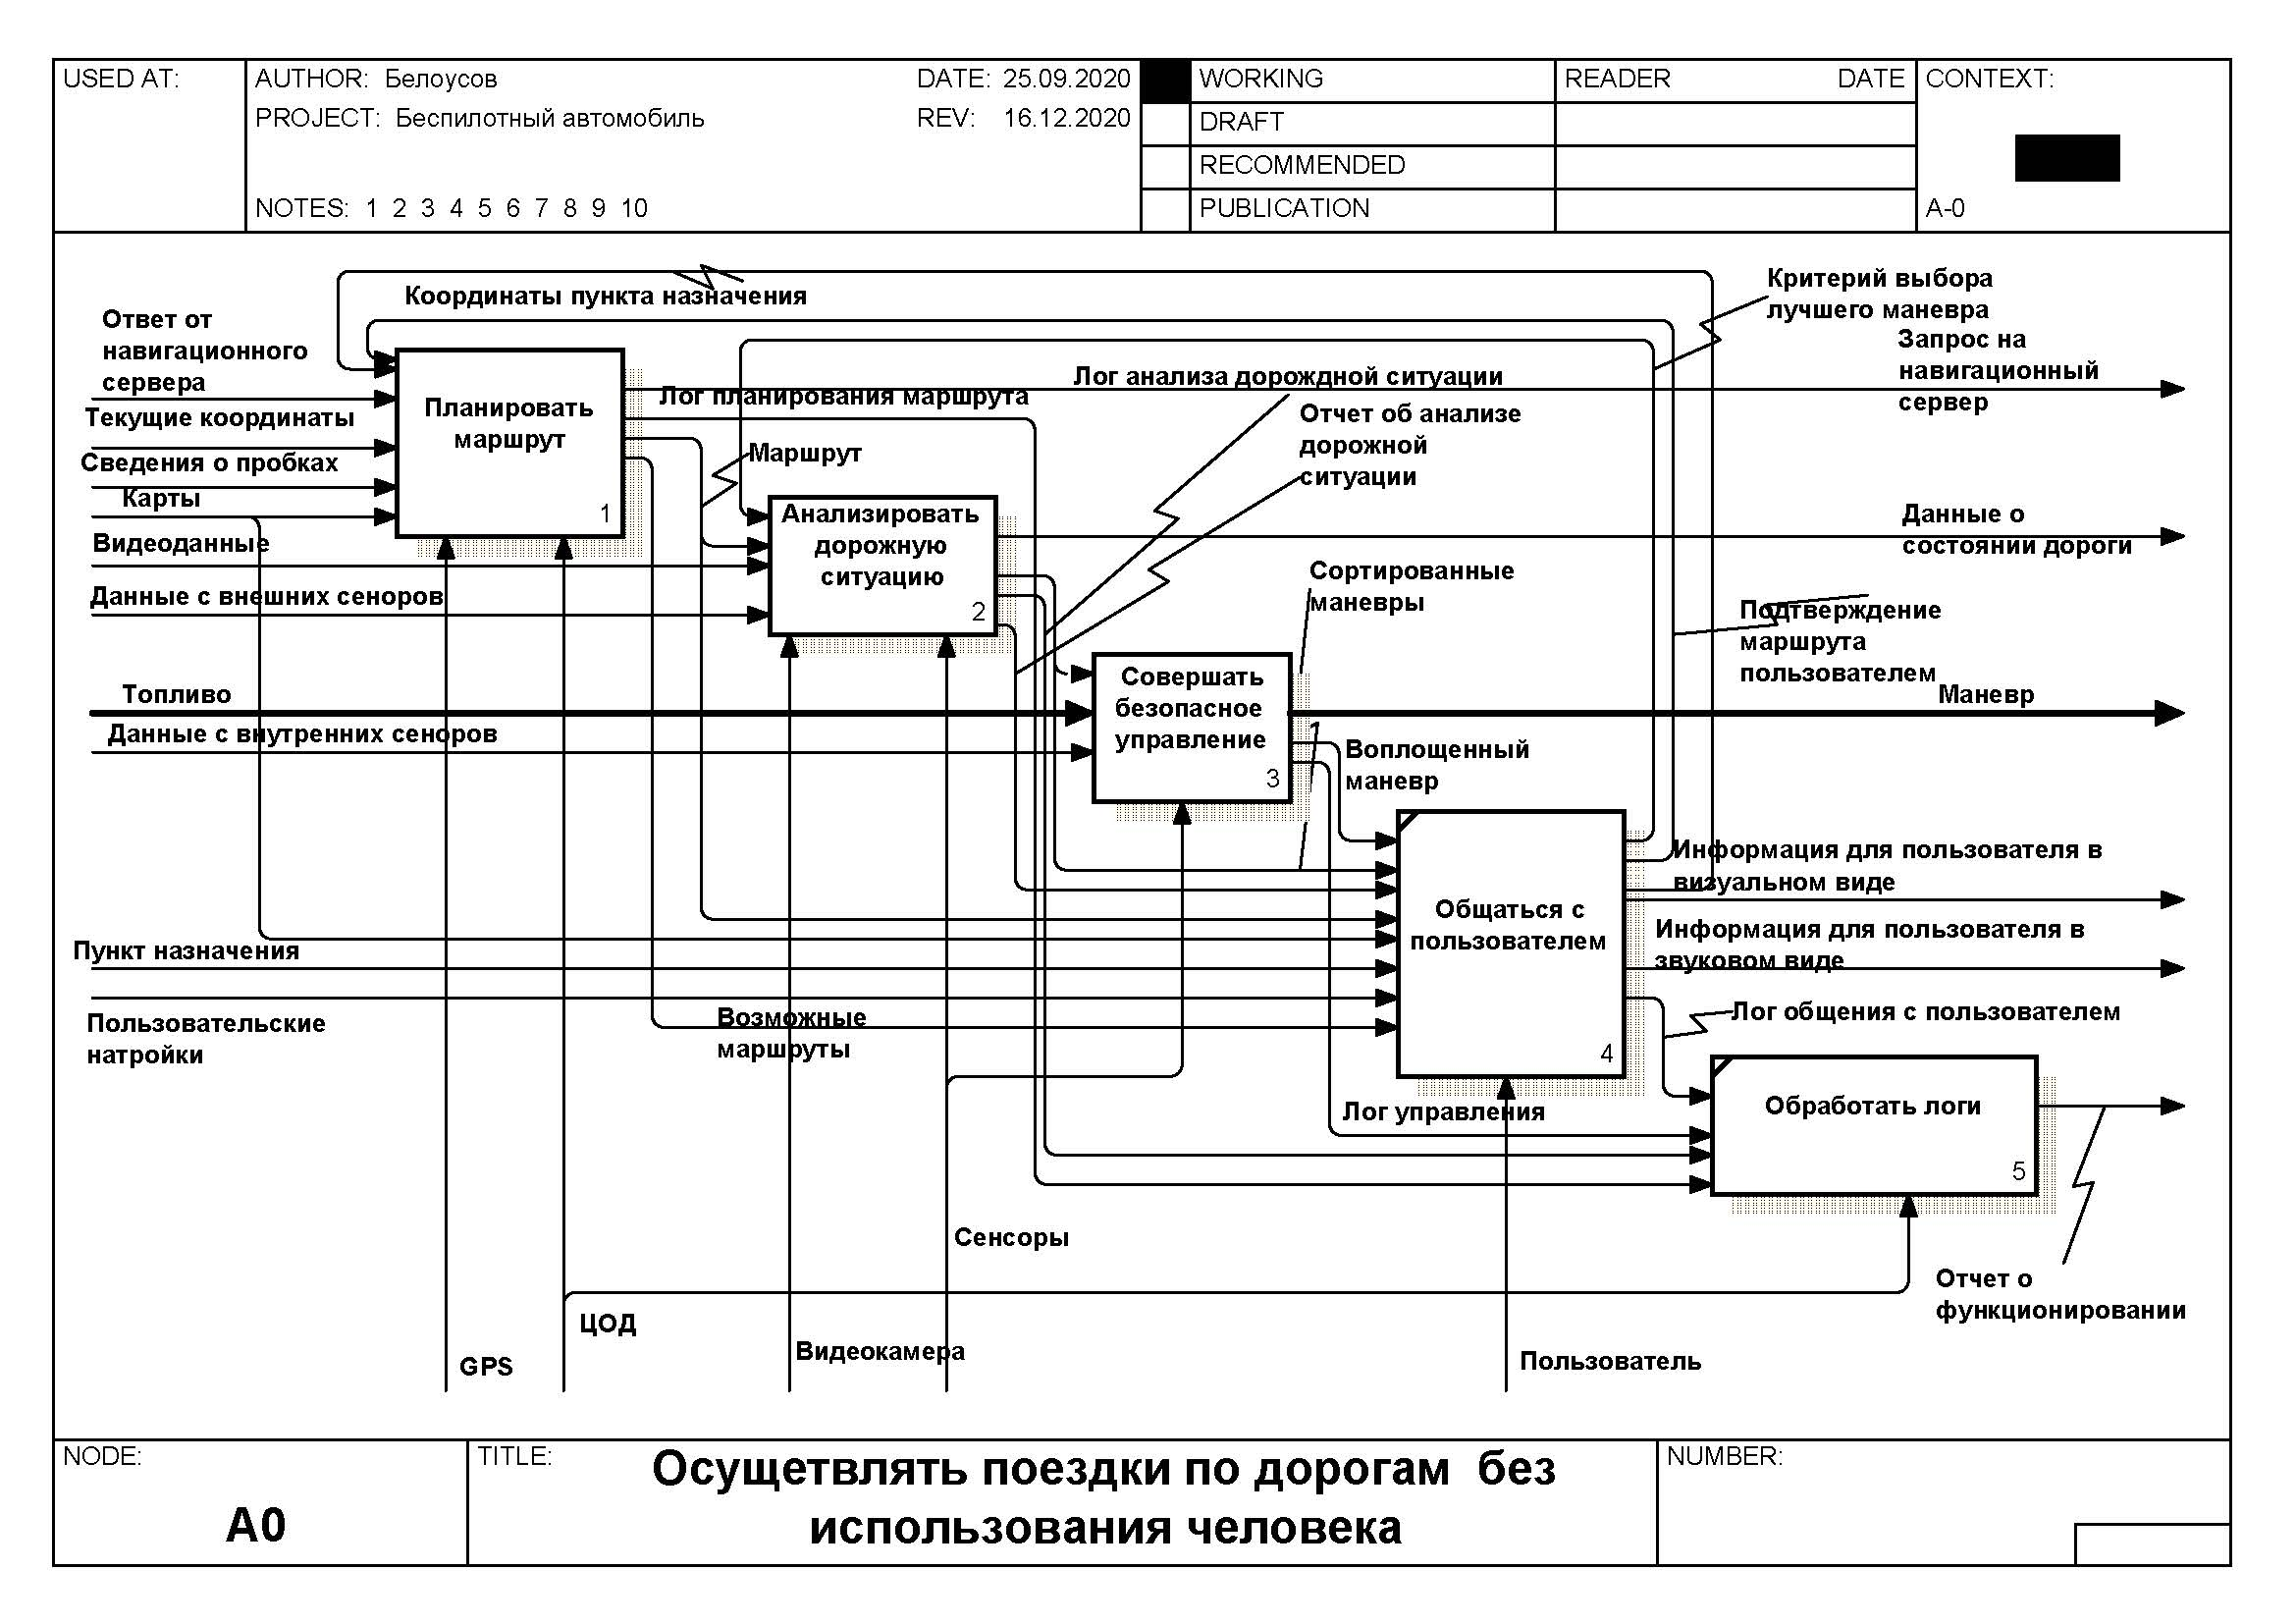 USED AT:
AUTHOR: Белоусов
DATE: 25.09.2020
PROJECT: Беспилотный автомобиль
REV: 16.12.2020
NOTES: 1 2 3 4 5 6 7 8 9 10
WORKING
DRAFT
RECOMMENDED
PUBLICATION
READER DATE
CONTEXT:
A-0
Координаты пункта назначения
Критерий выбора
лучшего маневра
Ответ от
навигационного
сервера
Запрос на
навигационный
сервер
Текущие координаты
Сведения о пробках
Карты
Видеоданные
Данные с внешних сеноров
Планировать
маршрут
1
Лог планирования маршрута
Лог анализа дорождной ситуации
Отчет об анализе
дорожной
ситуации
Маршрут
Анализировать
дорожную
ситуацию
2
Данные о
состоянии дороги
Сортированные
маневры
Подтверждение
маршрута
пользователем
Топливо
Данные с внутренних сеноров
Совершать
безопасное
управление
3
Маневр
Воплощенный
маневр
Информация для пользователя в
визуальном виде
Общаться с
пользователем
4
Информация для пользователя в
звуковом виде
Пункт назначения
Пользовательские
натройки
Возможные
маршруты
Лог общения с пользователем
Лог управления
Обработать логи
5
Сенсоры
Отчет о
функционировании
ЦОД
GPS
Видеокамера
Пользователь
NODE:
A0
TITLE:
Осущетвлять поездки по дорогам без
использования человека
NUMBER: